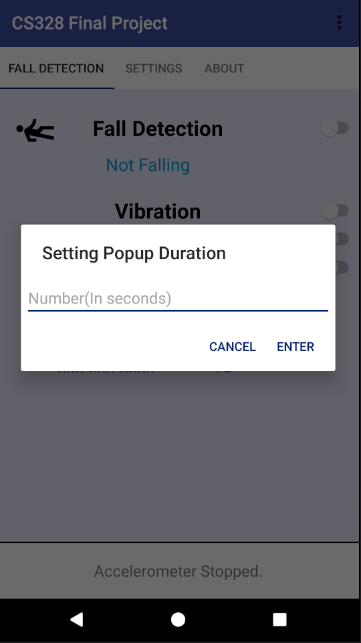 CS328 Final Project
FALL DETECTION SETTINGS ABOUT
Fall Detection
Not Falling
Vibration
Setting Popup Duration
Number(In seconds)
CANCEL ENTER
Accelerometer Stopped.